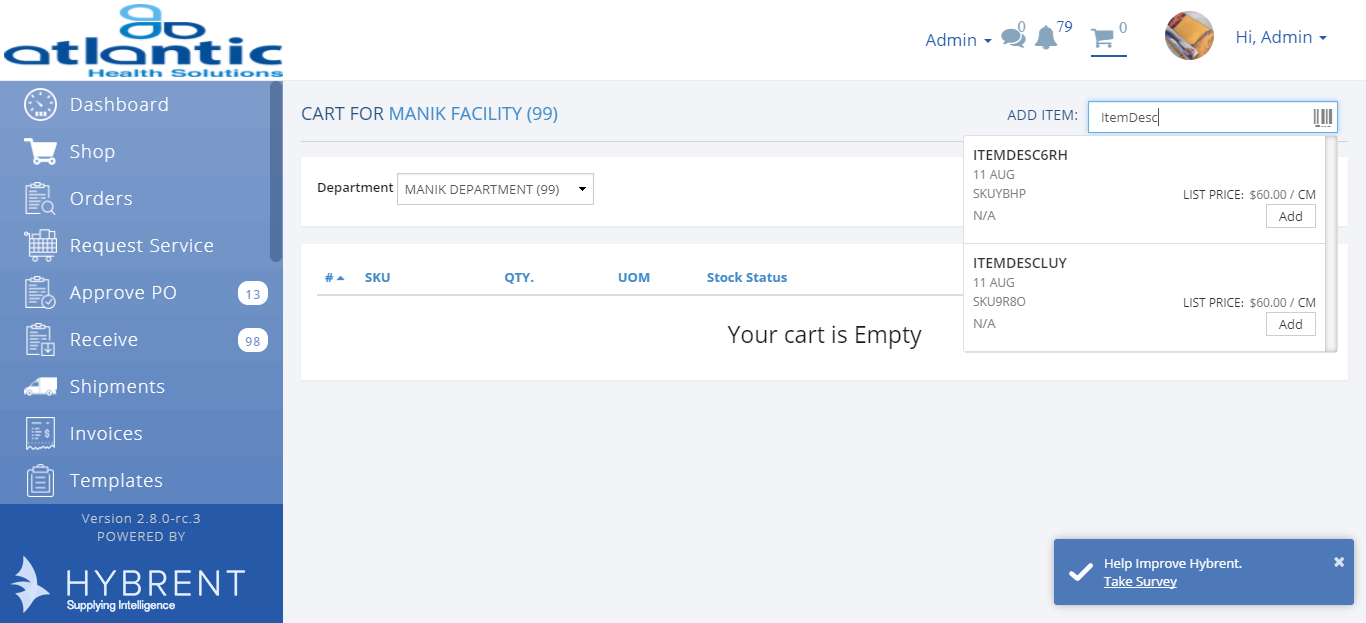 atlantic
Health Solutions
Admin
0
79
0
Hi, Admin
Dashboard
Shop
Orders
Request Service
Approve PO 13
Receive 98
Shipments
Invoices
Templates
Version 2.8.0-rc.3
POWERED BY
HYBRENT
Supplying Intelligence
CART FOR MANIK FACILITY (99)
ADD ITEM: ItemDesc
Department MANIK DEPARTMENT (99)
# SKU QTY. UOM Stock Status
Your cart is Empty
ITEMDESC6RH
11 AUG
SKUYBHP LIST PRICE: $60.00 / CM
N/A Add
ITEMDESCLUY
11 AUG
SKU9R8O LIST PRICE: $60.00 / CM
N/A Add
Help Improve Hybrent.
Take Survey